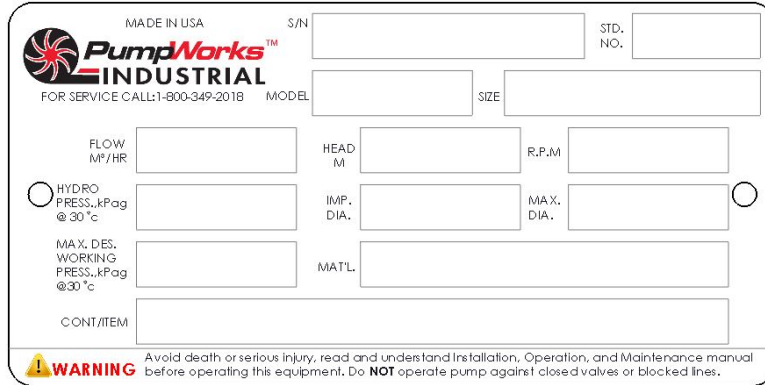 MADE IN USA
S/N
STD.
NO.
PumpWorks™
INDUSTRIAL
FOR SERVICE CALL:1-800-349-2018
MODEL
SIZE
FLOW
M³/HR
HEAD
M
R.P.M
HYDRO
PRESS.,kPag
@ 30 °c
IMP.
DIA.
MAX.
DIA.
MAX. DES.
WORKING
PRESS.,kPag
@30 °c
MAT'L.
CONT/ITEM
WARNING
Avoid death or serious injury, read and understand Installation, Operation, and Maintenance manual
before operating this equipment. Do NOT operate pump against closed valves or blocked lines.